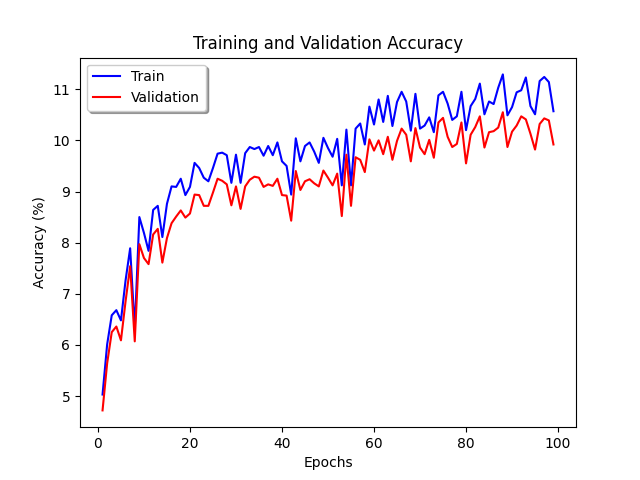 Training and Validation Accuracy
Train
Validation
11
10
9
8
7
6
5
Accuracy (%)
0 20 40 60 80 100
Epochs